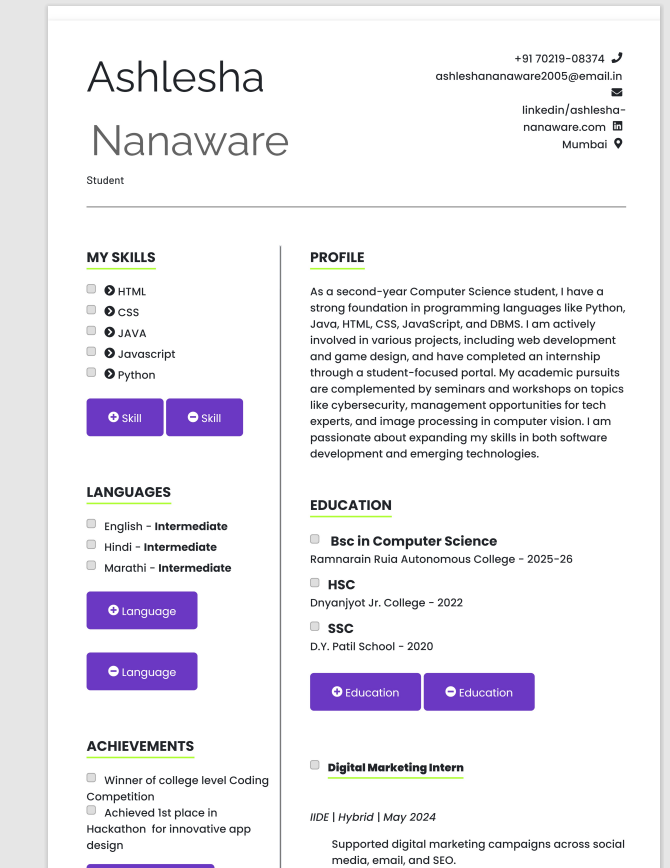 Ashlesha
Nanaware
Student
+91 70219-08374
ashleshananaware2005@email.in
linkedin/ashlesha-
nanaware.com
Mumbai
MY SKILLS
HTML
CSS
JAVA
Javascript
Python
Skill
Skill
LANGUAGES
English - Intermediate
Hindi - Intermediate
Marathi - Intermediate
Language
Language
ACHIEVEMENTS
Winner of college level Coding
Competition
Achieved 1st place in
Hackathon for innovative app
design
PROFILE
As a second-year Computer Science student, I have a
strong foundation in programming languages like Python,
Java, HTML, CSS, JavaScript, and DBMS. I am actively
involved in various projects, including web development
and game design, and have completed an internship
through a student-focused portal. My academic pursuits
are complemented by seminars and workshops on topics
like cybersecurity, management opportunities for tech
experts, and image processing in computer vision. I am
passionate about expanding my skills in both software
development and emerging technologies.
EDUCATION
Bsc in Computer Science
Ramnarain Ruia Autonomous College - 2025-26
HSC
Dnyanjyot Jr. College - 2022
SSC
D.Y. Patil School - 2020
Education
Education
Digital Marketing Intern
IIDE | Hybrid | May 2024
Supported digital marketing campaigns across social
media, email, and SEO.